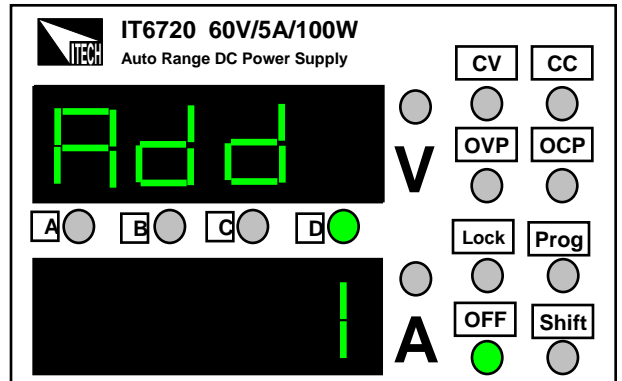 ITECH
IT6720 60V/5A/100W
Auto Range DC Power Supply
CV CC
Add
V
OVP OCP
A B C D
Lock Prog
1
A
OFF Shift